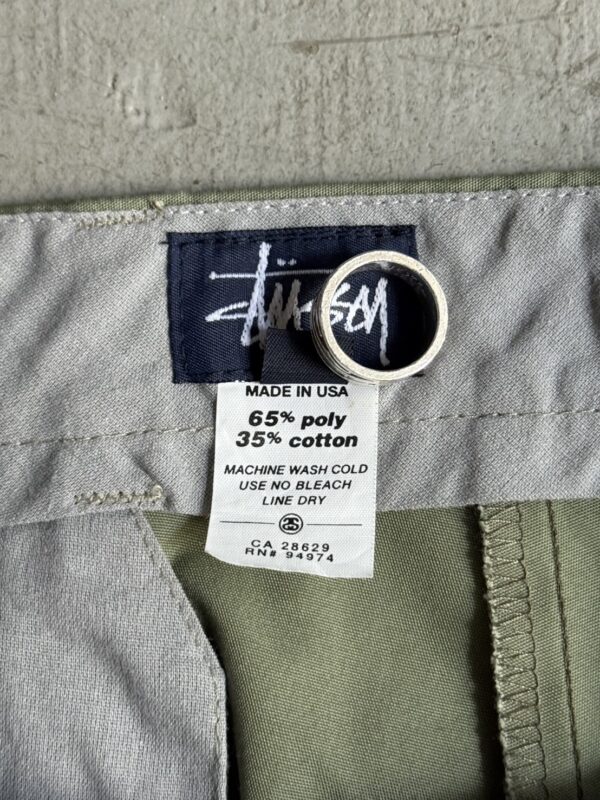 Stüssy
MADE IN USA
65% poly
35% cotton
MACHINE WASH COLD
USE NO BLEACH
LINE DRY
CA 28629
RN# 94974